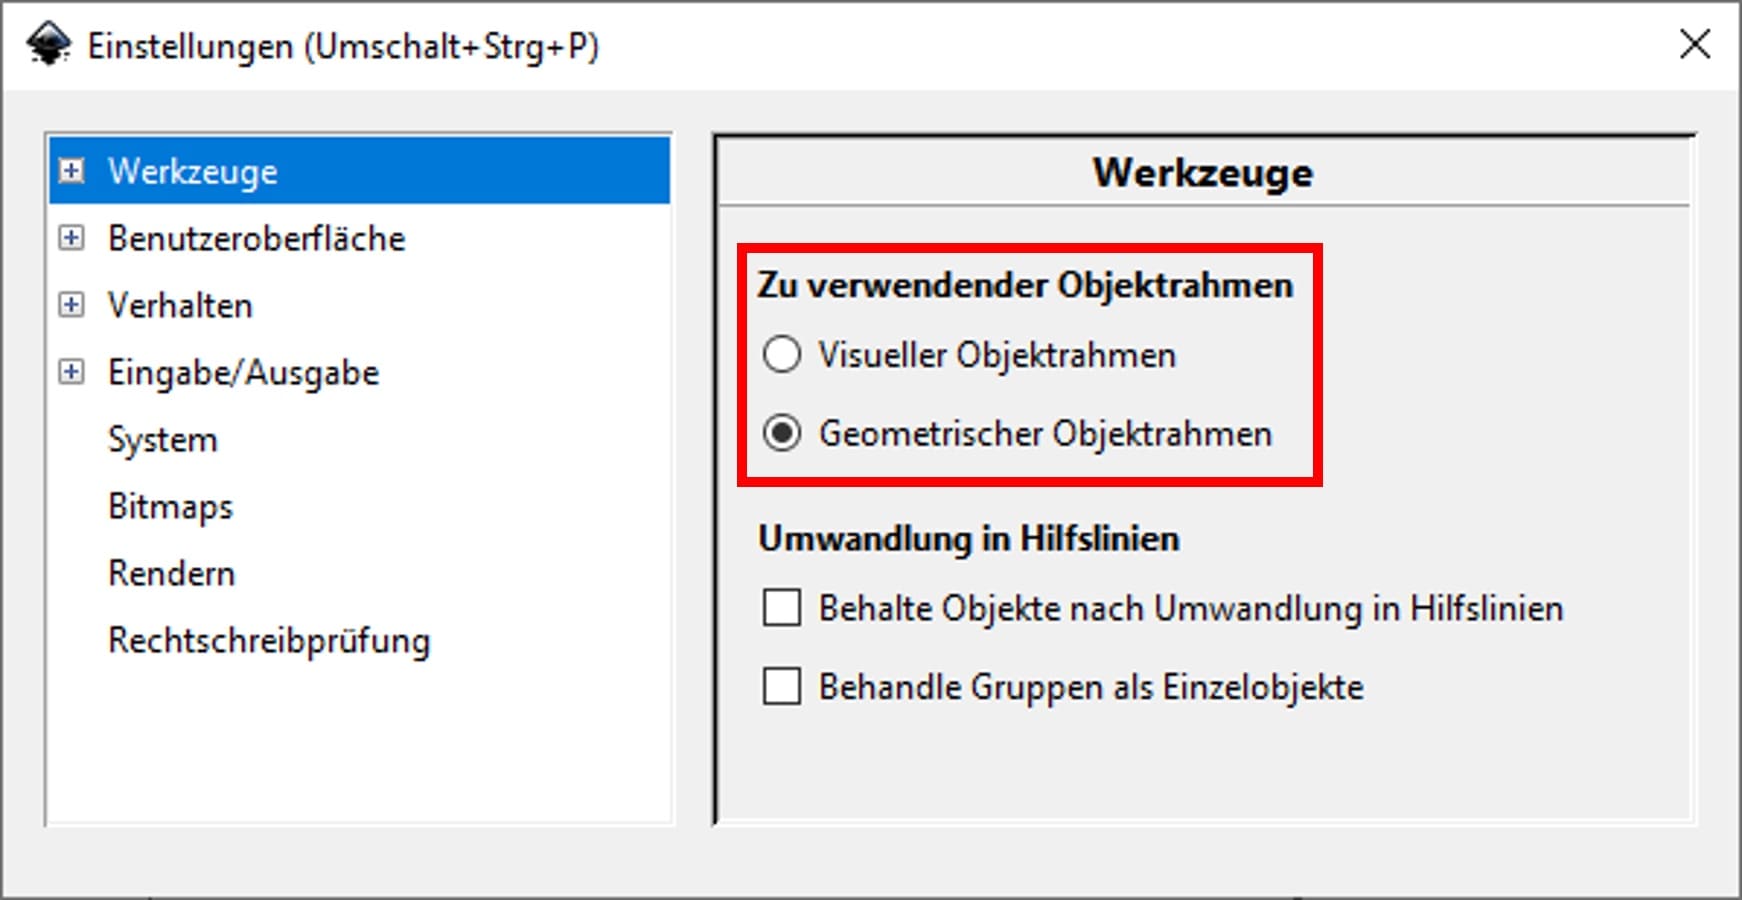 Einstellungen (Umschalt+Strg+P)
Werkzeuge
Benutzeroberfläche
Verhalten
Eingabe/Ausgabe
System
Bitmaps
Rendern
Rechtschreibprüfung
Werkzeuge
Zu verwendender Objektrahmen
Visueller Objektrahmen
Geometrischer Objektrahmen
Umwandlung in Hilfslinien
Behalte Objekte nach Umwandlung in Hilfslinien
Behandle Gruppen als Einzelobjekte